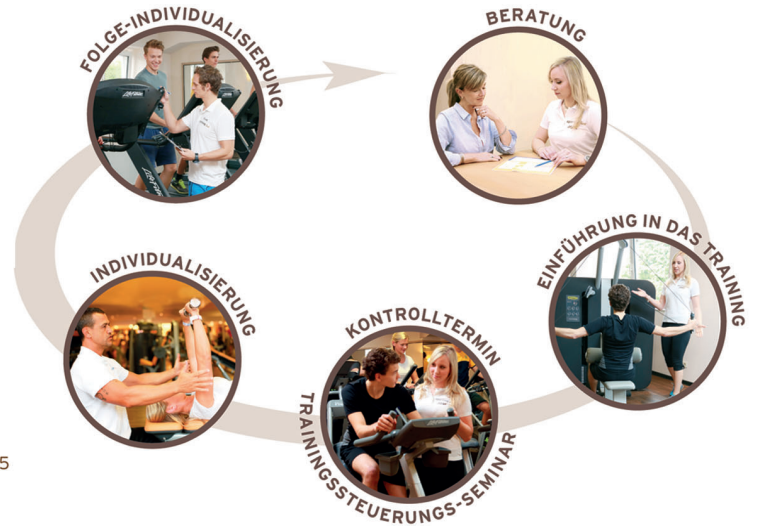 FOLGE-INDIVIDUALISIERUNG
BERATUNG
EINFÜHRUNG IN DAS TRAINING
KONTROLLTERMIN
TRAININGSSTEUERUNGS-SEMINAR
INDIVIDUALISIERUNG
5